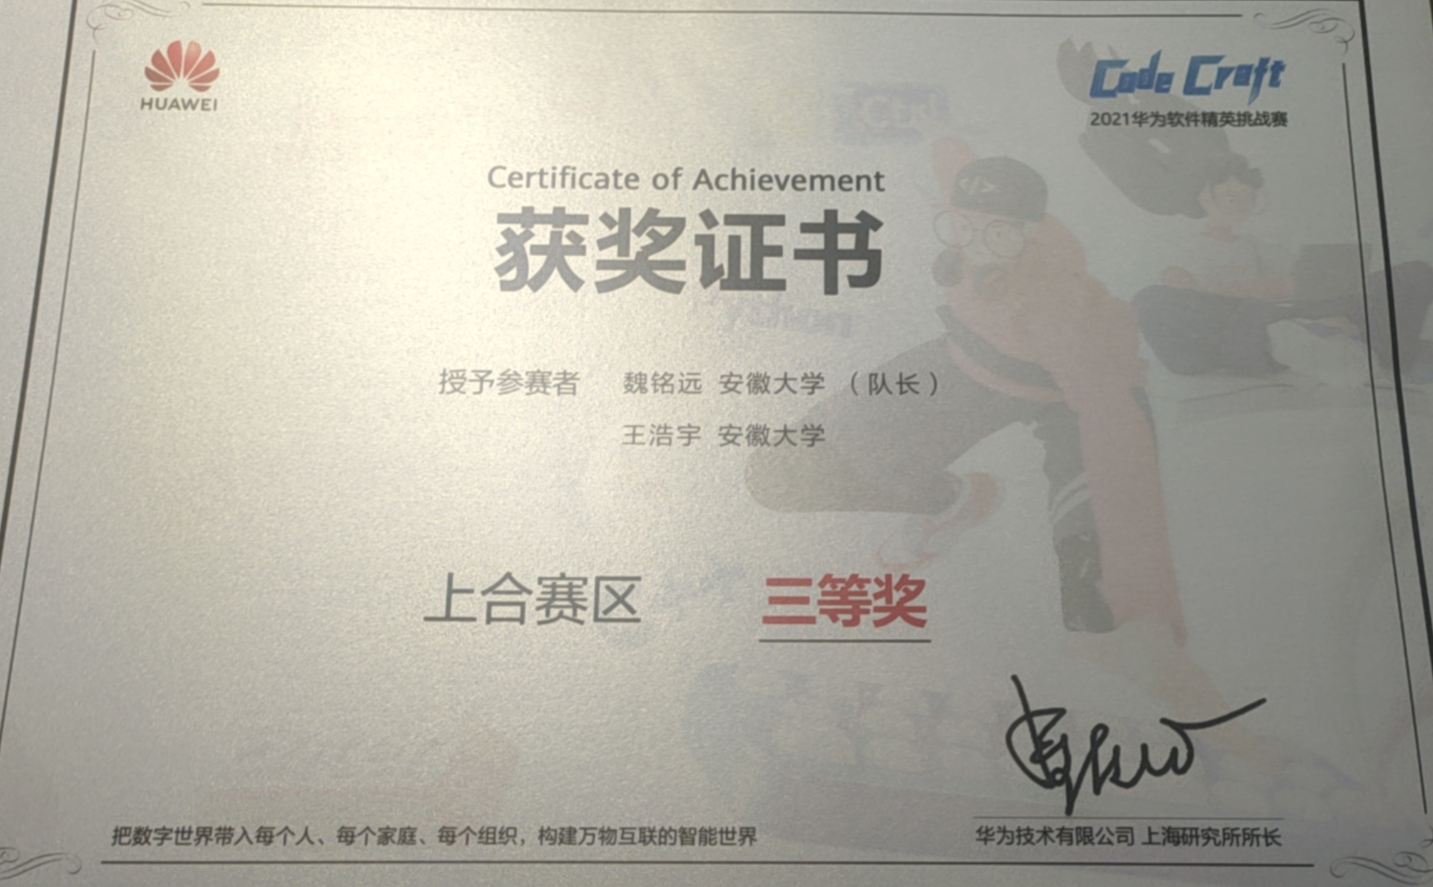 HUAWEI
Code Craft
2021华为软件精英挑战赛
Certificate of Achievement
获奖证书
Python
授予参赛者 魏铭远 安徽大学 （队长）
王浩宇 安徽大学
上合赛区 三等奖
把数字世界带入每个人、每个家庭、每个组织，构建万物互联的智能世界
华为技术有限公司 上海研究所所长